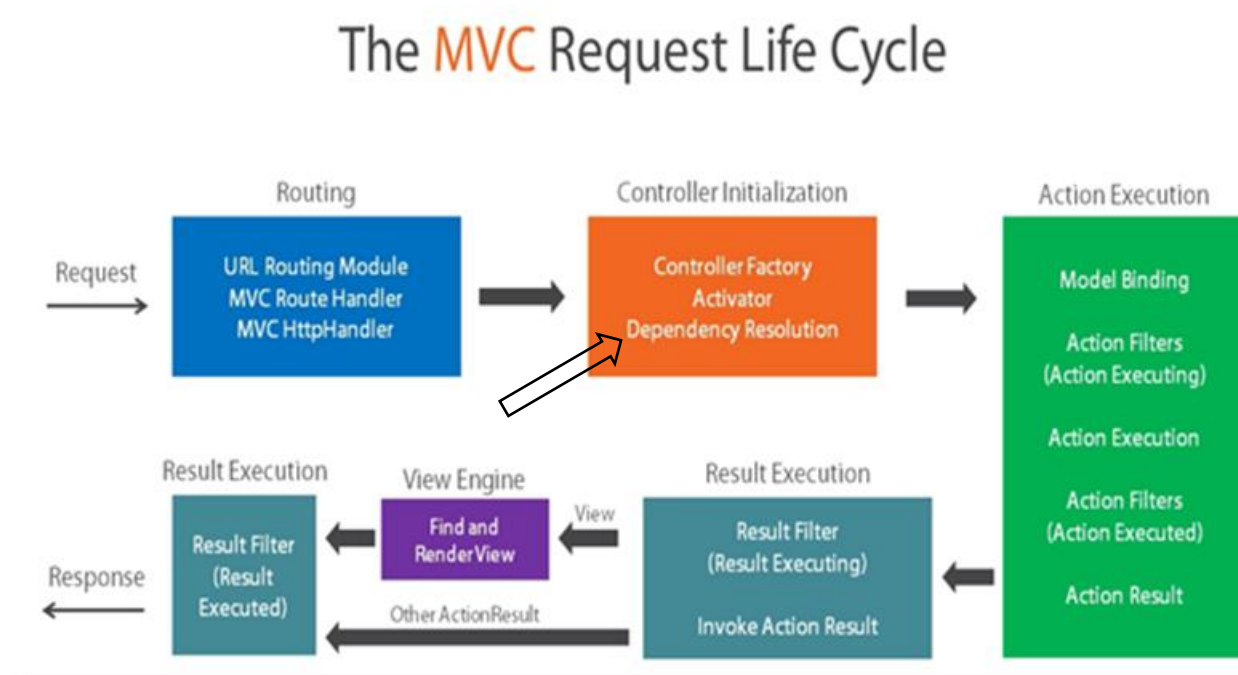 The MVC Request Life Cycle
Routing
Controller Initialization
Action Execution
Request
URL Routing Module
MVC Route Handler
MVC HttpHandler
Controller Factory
Activator
Dependency Resolution
Model Binding
Action Filters
(Action Executing)
Action Execution
Action Filters
(Action Executed)
Action Result
Result Execution
Result Filter
(Result Executing)
Invoke Action Result
View
View Engine
Find and
Render View
Other ActionResult
Result Execution
Result Filter
(Result
Executed)
Response